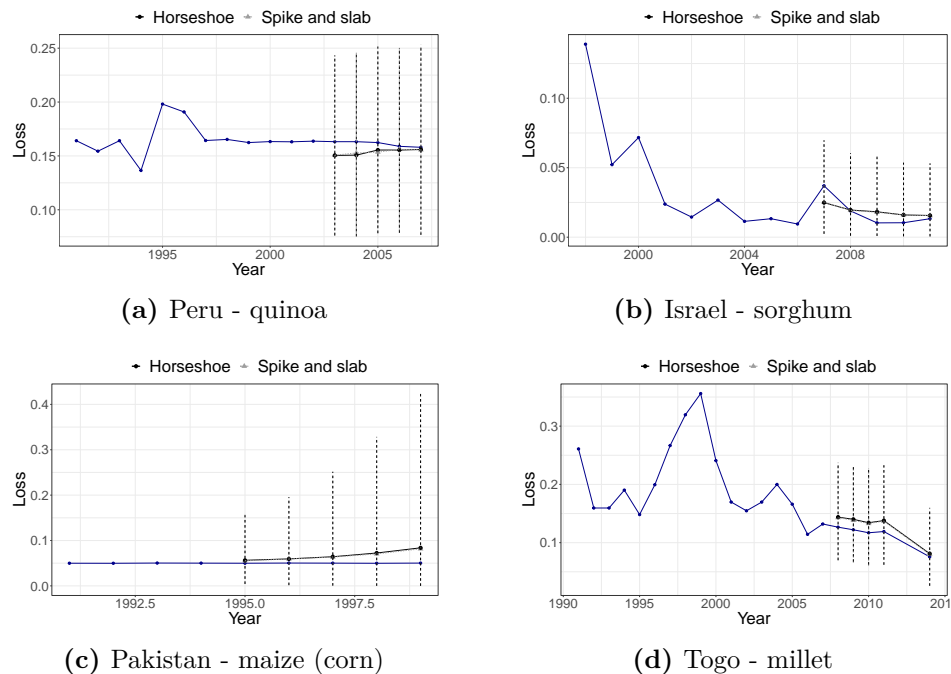 Horseshoe Spike and slab
Loss
0.25
0.20
0.15
0.10
1995 2000 2005
Year
(a) Peru - quinoa
Horseshoe Spike and slab
Loss
0.10
0.05
0.00
2000 2004 2008
Year
(b) Israel - sorghum
Horseshoe Spike and slab
Loss
0.4
0.3
0.2
0.1
0.0
1992.5 1995.0 1997.5
Year
(c) Pakistan - maize (corn)
Horseshoe Spike and slab
Loss
0.3
0.2
0.1
1990 1995 2000 2005 2010 201
Year
(d) Togo - millet